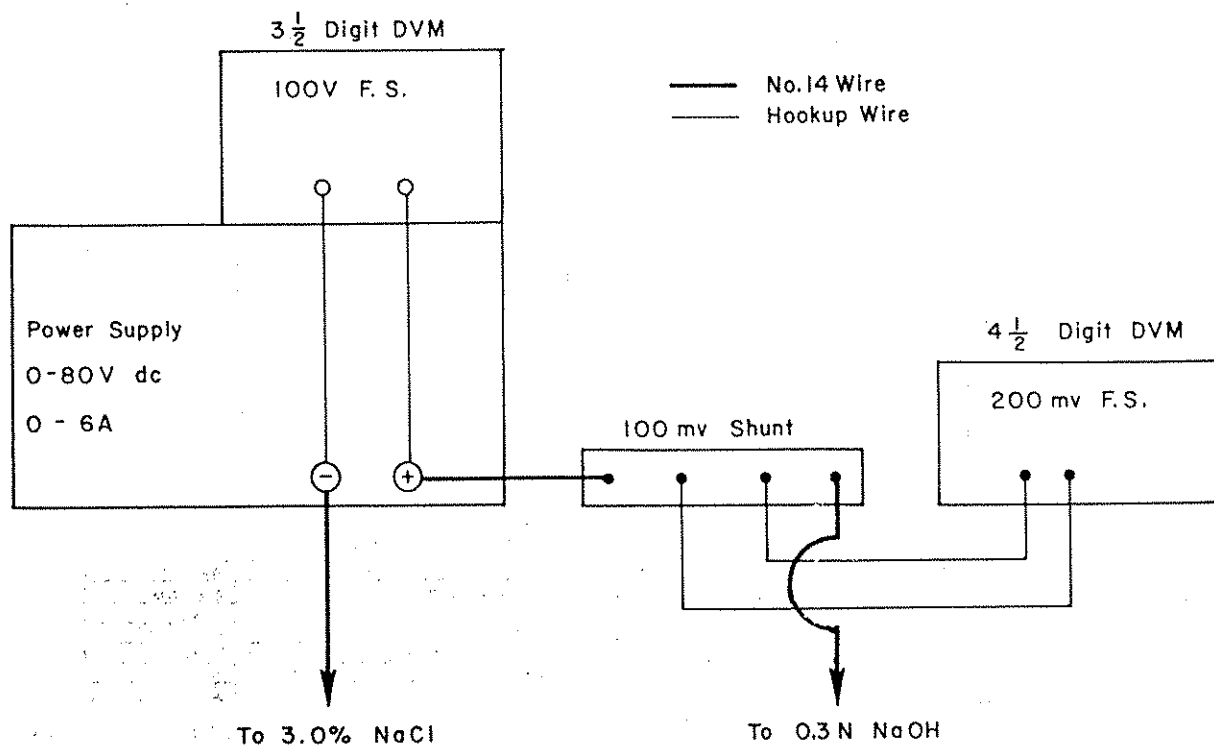 3 1/2 Digit DVM
100V F. S.
No.14 Wire
Hookup Wire
Power Supply
0-80V dc
0 - 6A
- +
100 mv Shunt
4 1/2 Digit DVM
200 mv F.S.
To 3.0% NaCl
To 0.3N NaOH